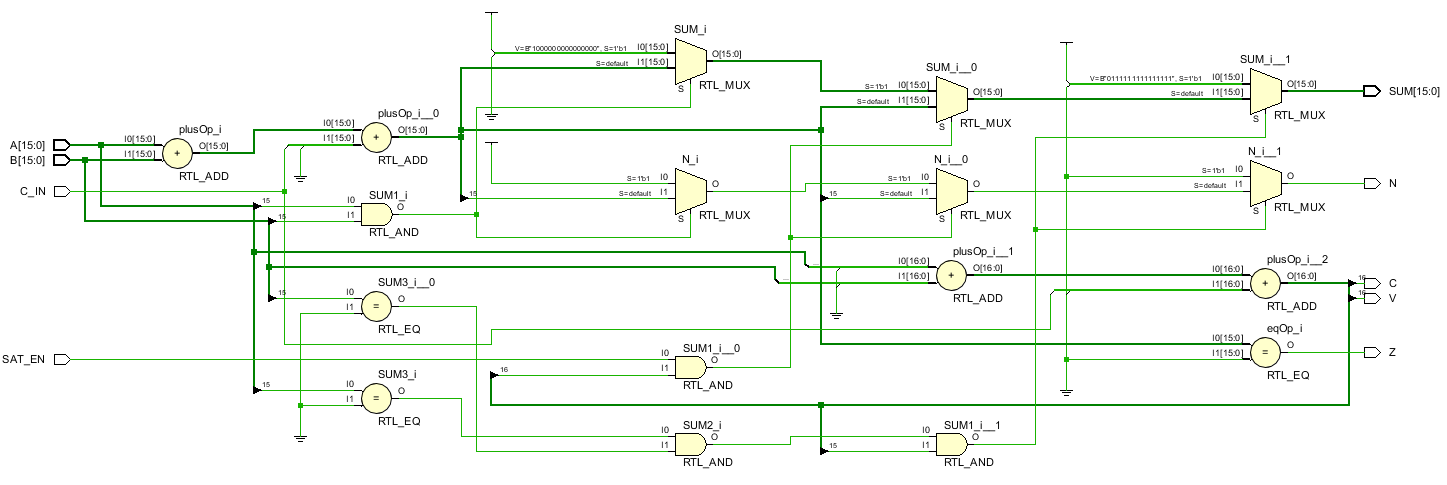 SUM_i
V=B"1000000000000000", S=1'b1 I0[15:0]
S=default I1[15:0]
O[15:0]
S
RTL_MUX
SUM_i__0
S=1'b1 I0[15:0]
S=default I1[15:0]
O[15:0]
S
RTL_MUX
SUM_i__1
V=B"0111111111111111", S=1'b1 I0[15:0]
S=default I1[15:0]
O[15:0]
S
RTL_MUX
SUM[15:0]
A[15:0]
B[15:0]
C_IN
plusOp_i
I0[15:0]
I1[15:0]
O[15:0]
+
RTL_ADD
plusOp_i__0
I0[15:0]
I1[15:0]
O[15:0]
+
RTL_ADD
15
15
SUM1_i
I0
I1
O
RTL_AND
N_i
S=1'b1 I0
15 S=default I1
O
S
RTL_MUX
N_i__0
S=1'b1 I0
15 S=default I1
O
S
RTL_MUX
N_i__1
S=1'b1 I0
S=default I1
O
S
RTL_MUX
N
plusOp_i__1
I0[16:0]
I1[16:0]
O[16:0]
+
RTL_ADD
plusOp_i__2
I0[16:0]
I1[16:0]
O[16:0]
+
RTL_ADD
16
C
16
V
15
SUM3_i__0
I0
I1
O
=
RTL_EQ
eqOp_i
I0[15:0]
I1[15:0]
O
=
RTL_EQ
Z
SAT_EN
SUM1_i__0
I0
16 I1
O
RTL_AND
15
SUM3_i
I0
I1
O
=
RTL_EQ
SUM2_i
I0
I1
O
RTL_AND
SUM1_i__1
I0
15 I1
O
RTL_AND